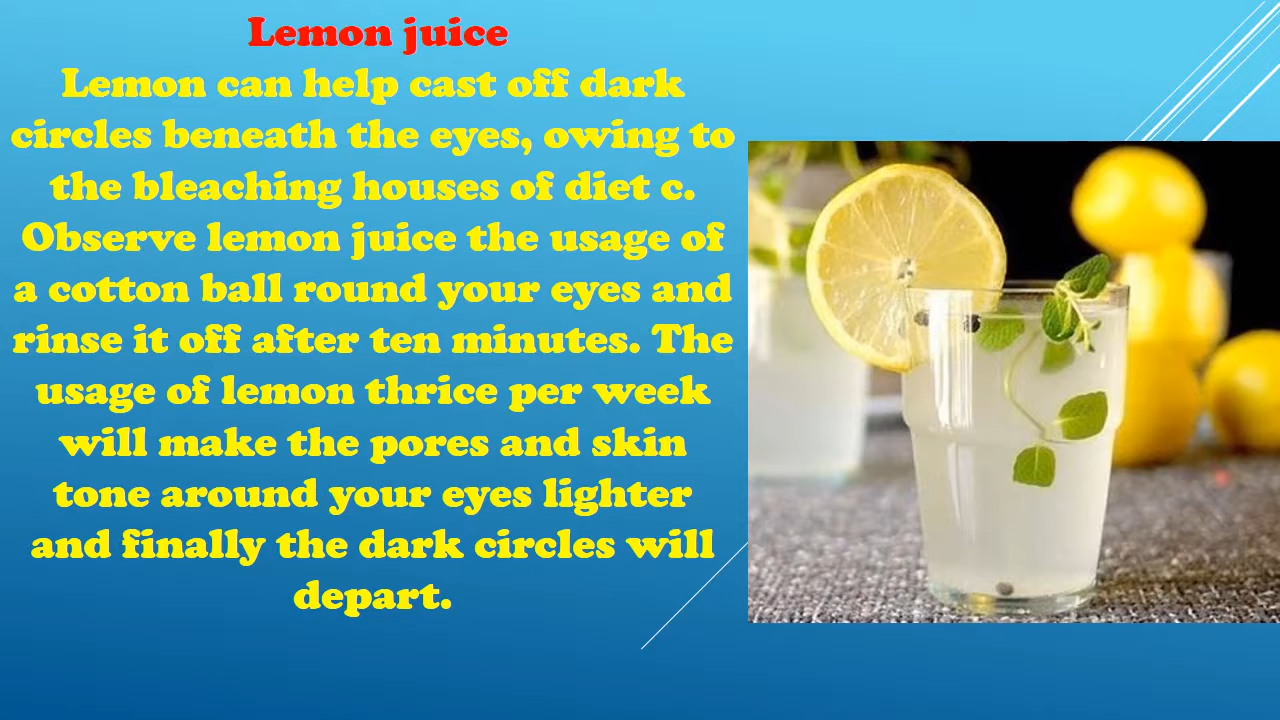 Lemon juice
Lemon can help cast off dark
circles beneath the eyes, owing to
the bleaching houses of diet c.
Observe lemon juice the usage of
a cotton ball round your eyes and
rinse it off after ten minutes. The
usage of lemon thrice per week
will make the pores and skin
tone around your eyes lighter
and finally the dark circles will
depart.